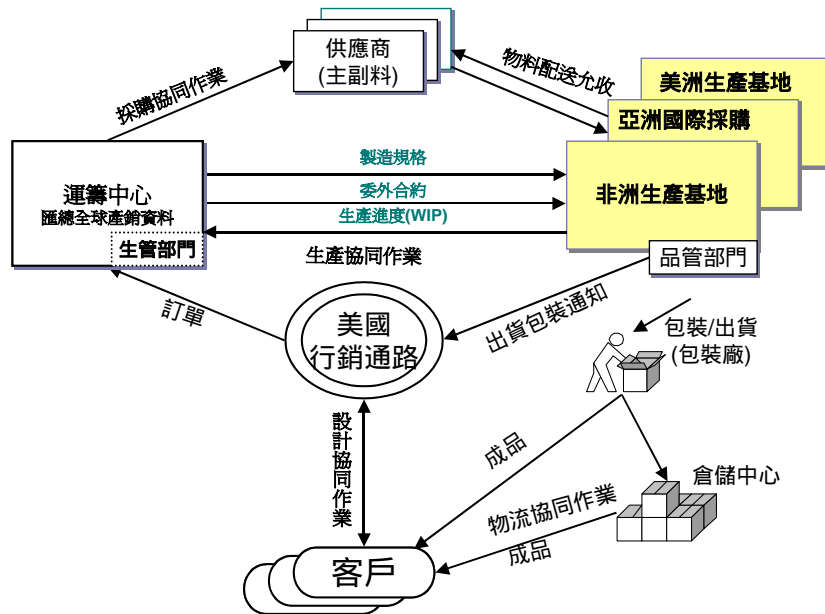 供應商
(主副料)
採購協同作業
物料配送允收
美洲生產基地
亞洲國際採購
非洲生產基地
品管部門
製造規格
委外合約
生產進度(WIP)
生產協同作業
運籌中心
匯總全球產銷資料
生管部門
訂單
美國
行銷通路
出貨包裝通知
包裝/出貨
(包裝廠)
設計協同作業
成品
倉儲中心
物流協同作業
成品
客戶